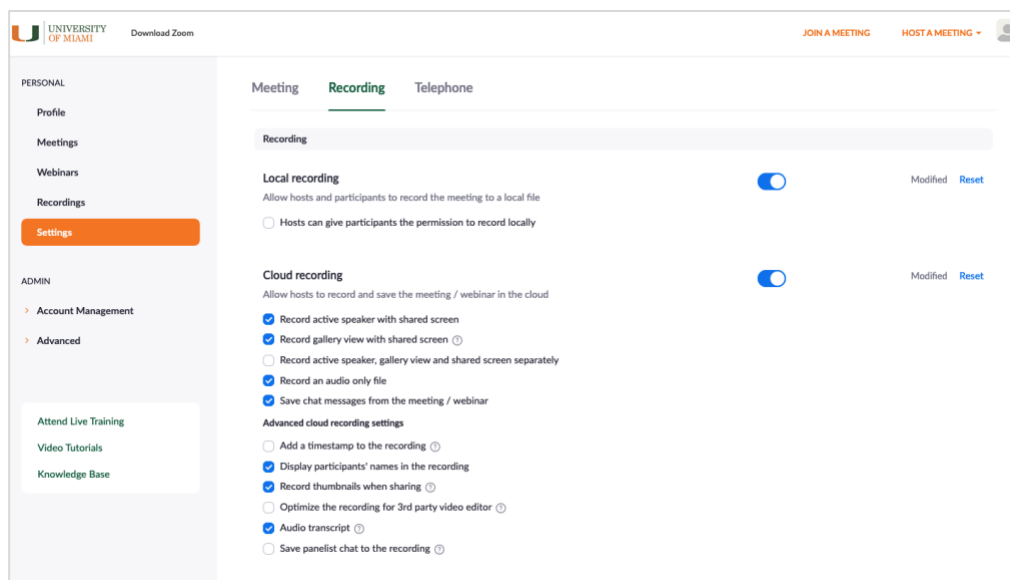 UNIVERSITY
OF MIAMI
Download Zoom
JOIN A MEETING
HOST A MEETING
PERSONAL
Profile
Meetings
Webinars
Recordings
Settings
ADMIN
Account Management
Advanced
Attend Live Training
Video Tutorials
Knowledge Base
Meeting Recording Telephone
Recording
Local recording
Modified Reset
Allow hosts and participants to record the meeting to a local file
Hosts can give participants the permission to record locally
Cloud recording
Modified Reset
Allow hosts to record and save the meeting / webinar in the cloud
Record active speaker with shared screen
Record gallery view with shared screen
Record active speaker, gallery view and shared screen separately
Record an audio only file
Save chat messages from the meeting / webinar
Advanced cloud recording settings
Add a timestamp to the recording
Display participants' names in the recording
Record thumbnails when sharing
Optimize the recording for 3rd party video editor
Audio transcript
Save panelist chat to the recording